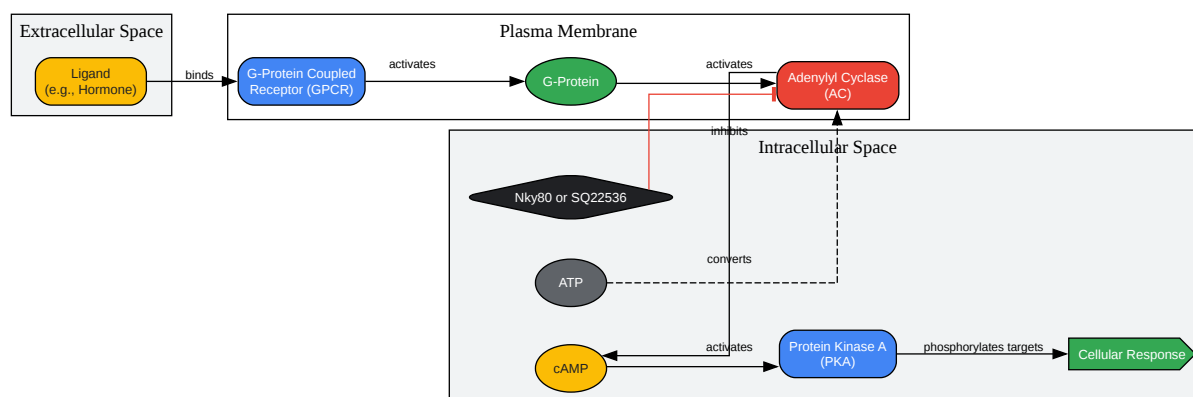 Extracellular Space
Plasma Membrane
Ligand
(e.g., Hormone)
binds
G-Protein Coupled
Receptor (GPCR)
activates
G-Protein
activates
Adenylyl Cyclase
(AC)
inhibits
Intracellular Space
Nky80 or SQ22536
converts
ATP
cAMP
activates
Protein Kinase A
(PKA)
phosphorylates targets
Cellular Response